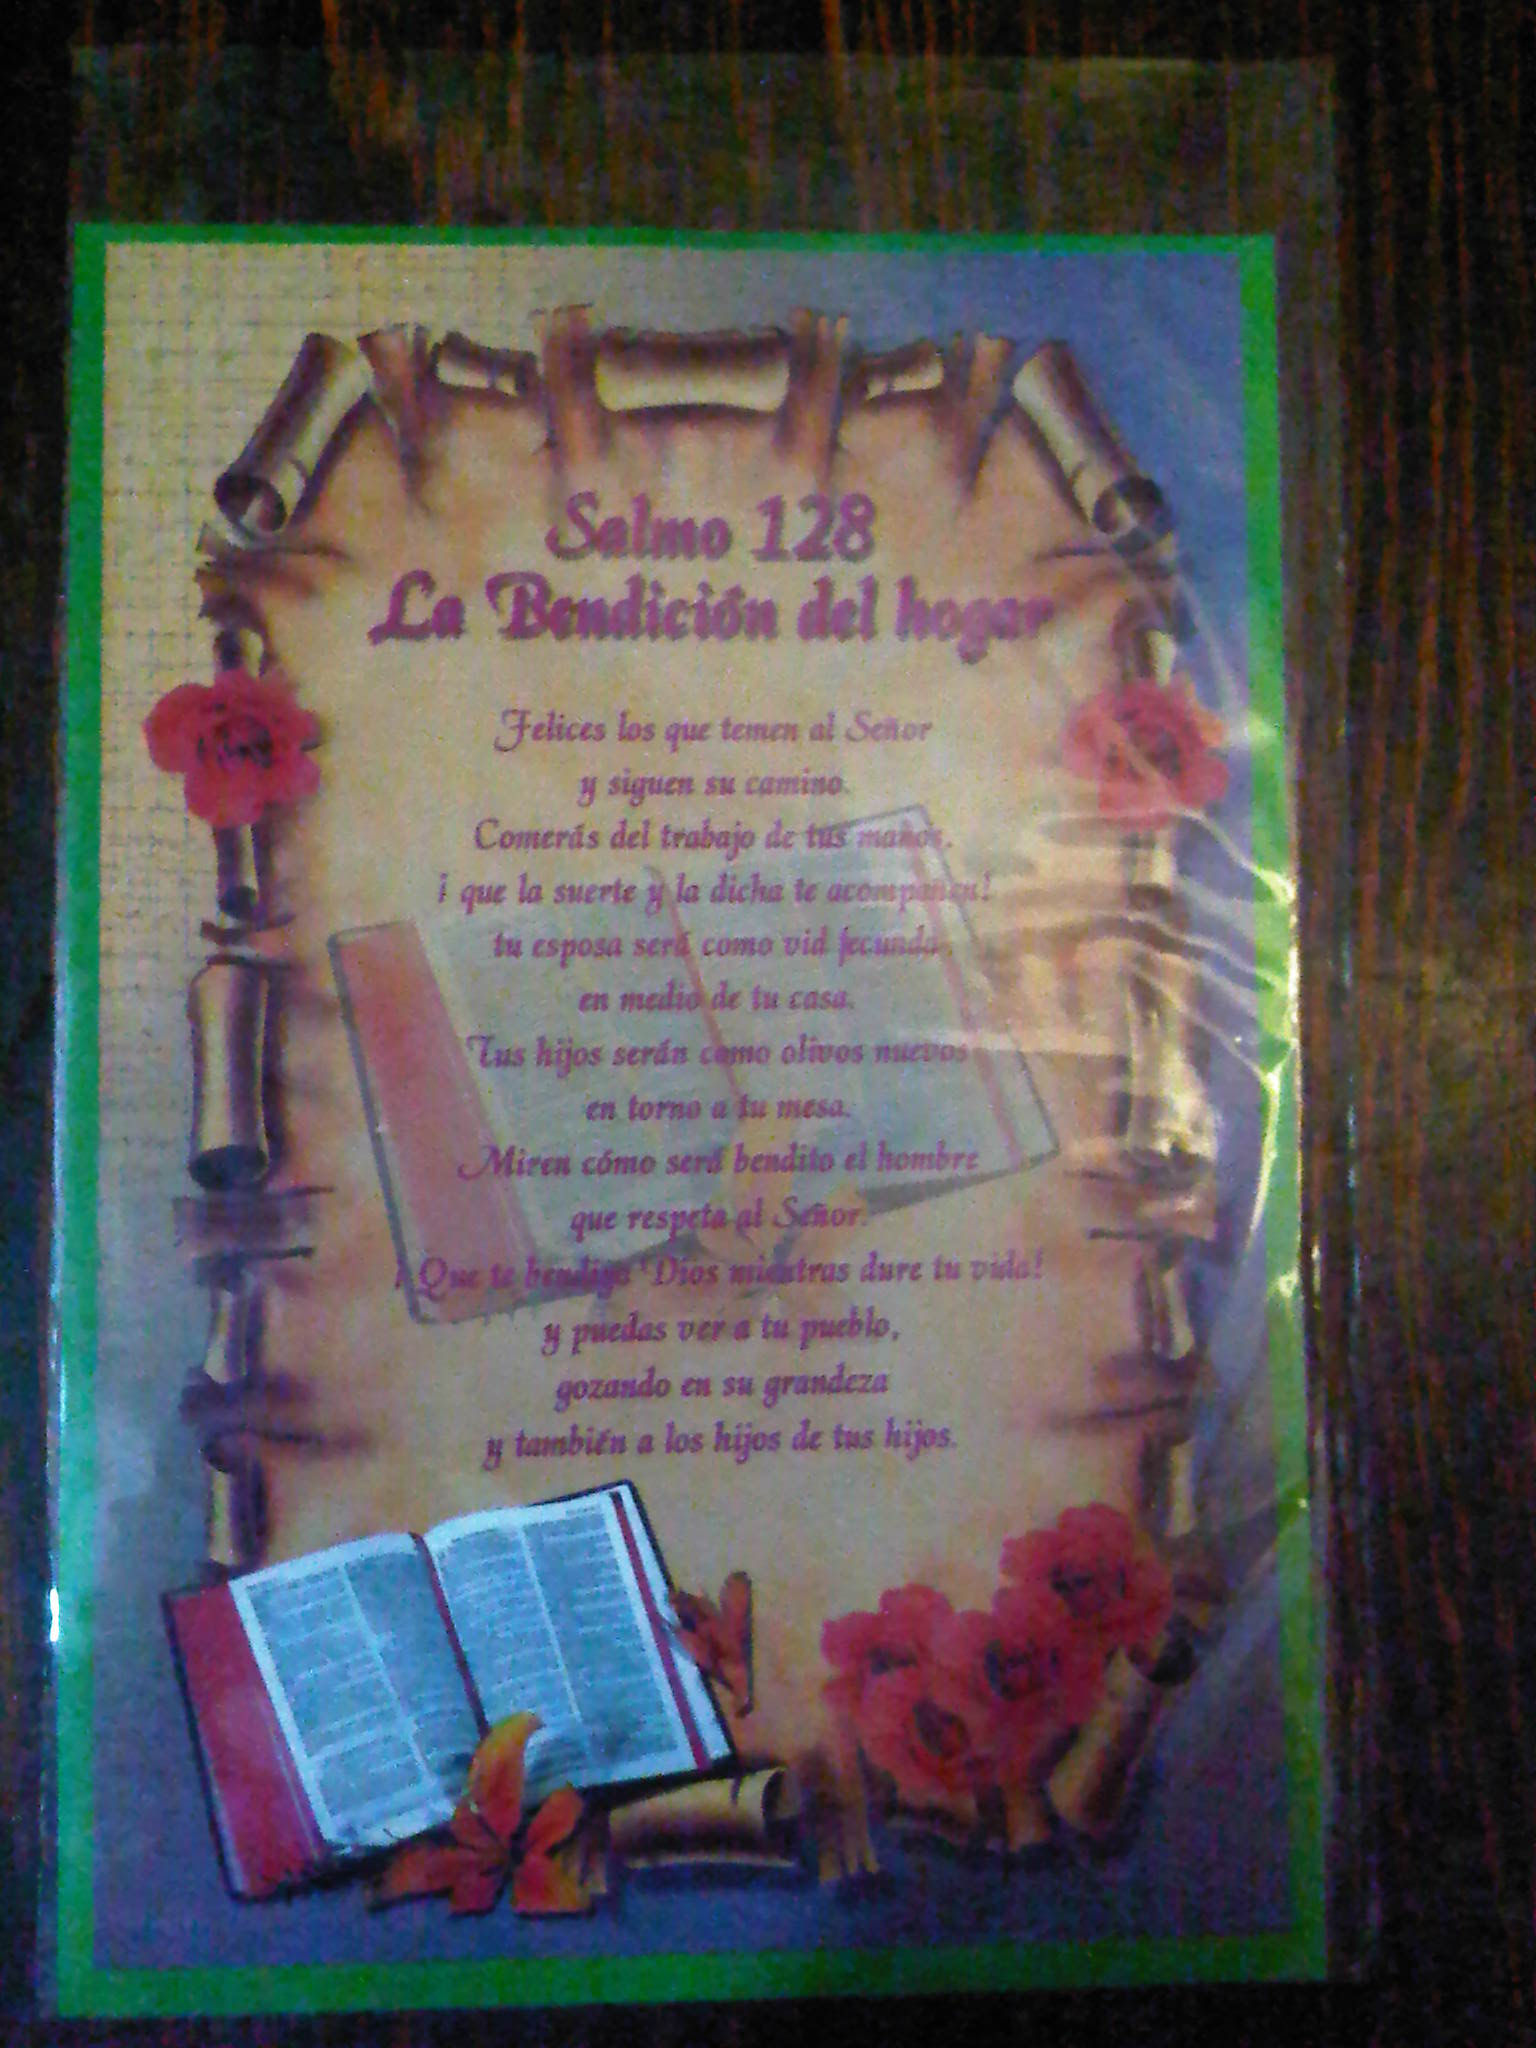 Salmo 128
La Bendición del hogar
Felices los que temen al Señor
y siguen su camino.
Comerás del trabajo de tus manos,
¡ que la suerte y la dicha te acompañen!
tu esposa será como vid fecunda
en medio de tu casa.
Tus hijos serán como olivos nuevos
en torno a tu mesa.
Miren cómo será bendito el hombre
que respeta al Señor.
¡ Que te bendiga Dios mientras dure tu vida!
y puedas ver a tu pueblo,
gozando en su grandeza
y también a los hijos de tus hijos.